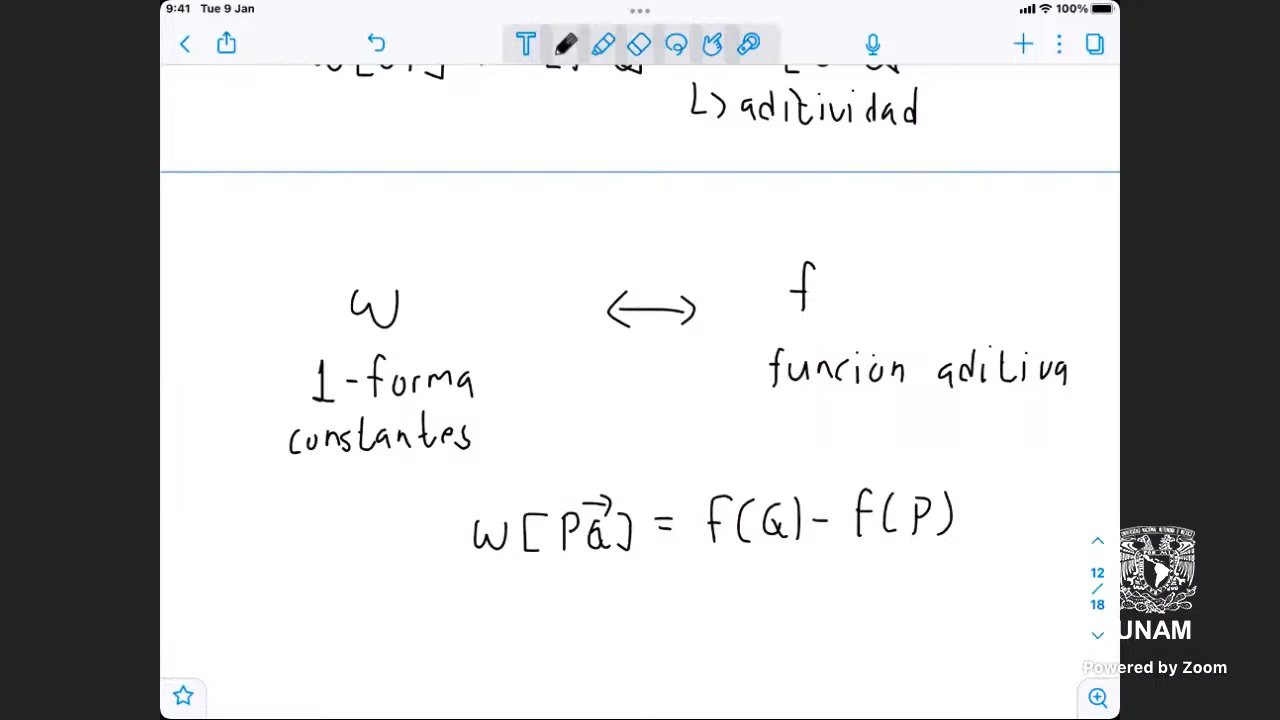 9:41 Tue 9 Jan
100%
L> aditividad
ω ⟷ f
1-forma
constantes
función aditiva
ω[PQ⃗] = f(Q) - f(P)
12
/
18
UNAM
Powered by Zoom